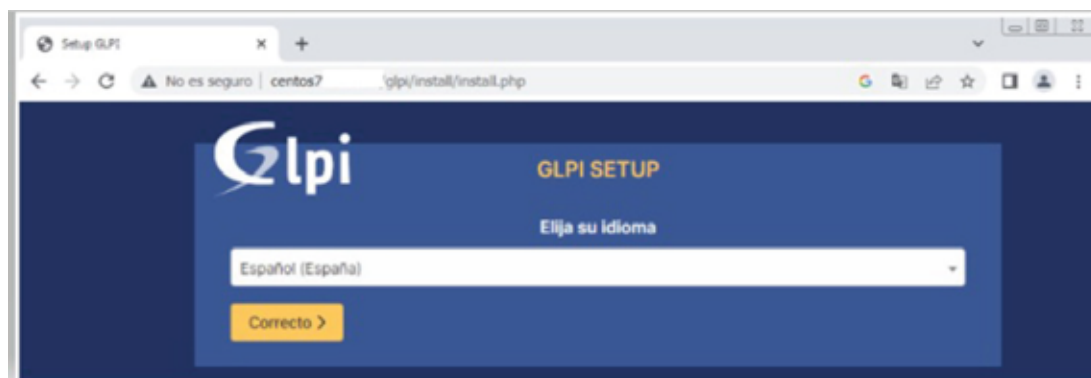 Setup GLPI
No es seguro | centos7 /glpi/install/install.php
Glpi
GLPI SETUP
Elija su idioma
Español (España)
Correcto >